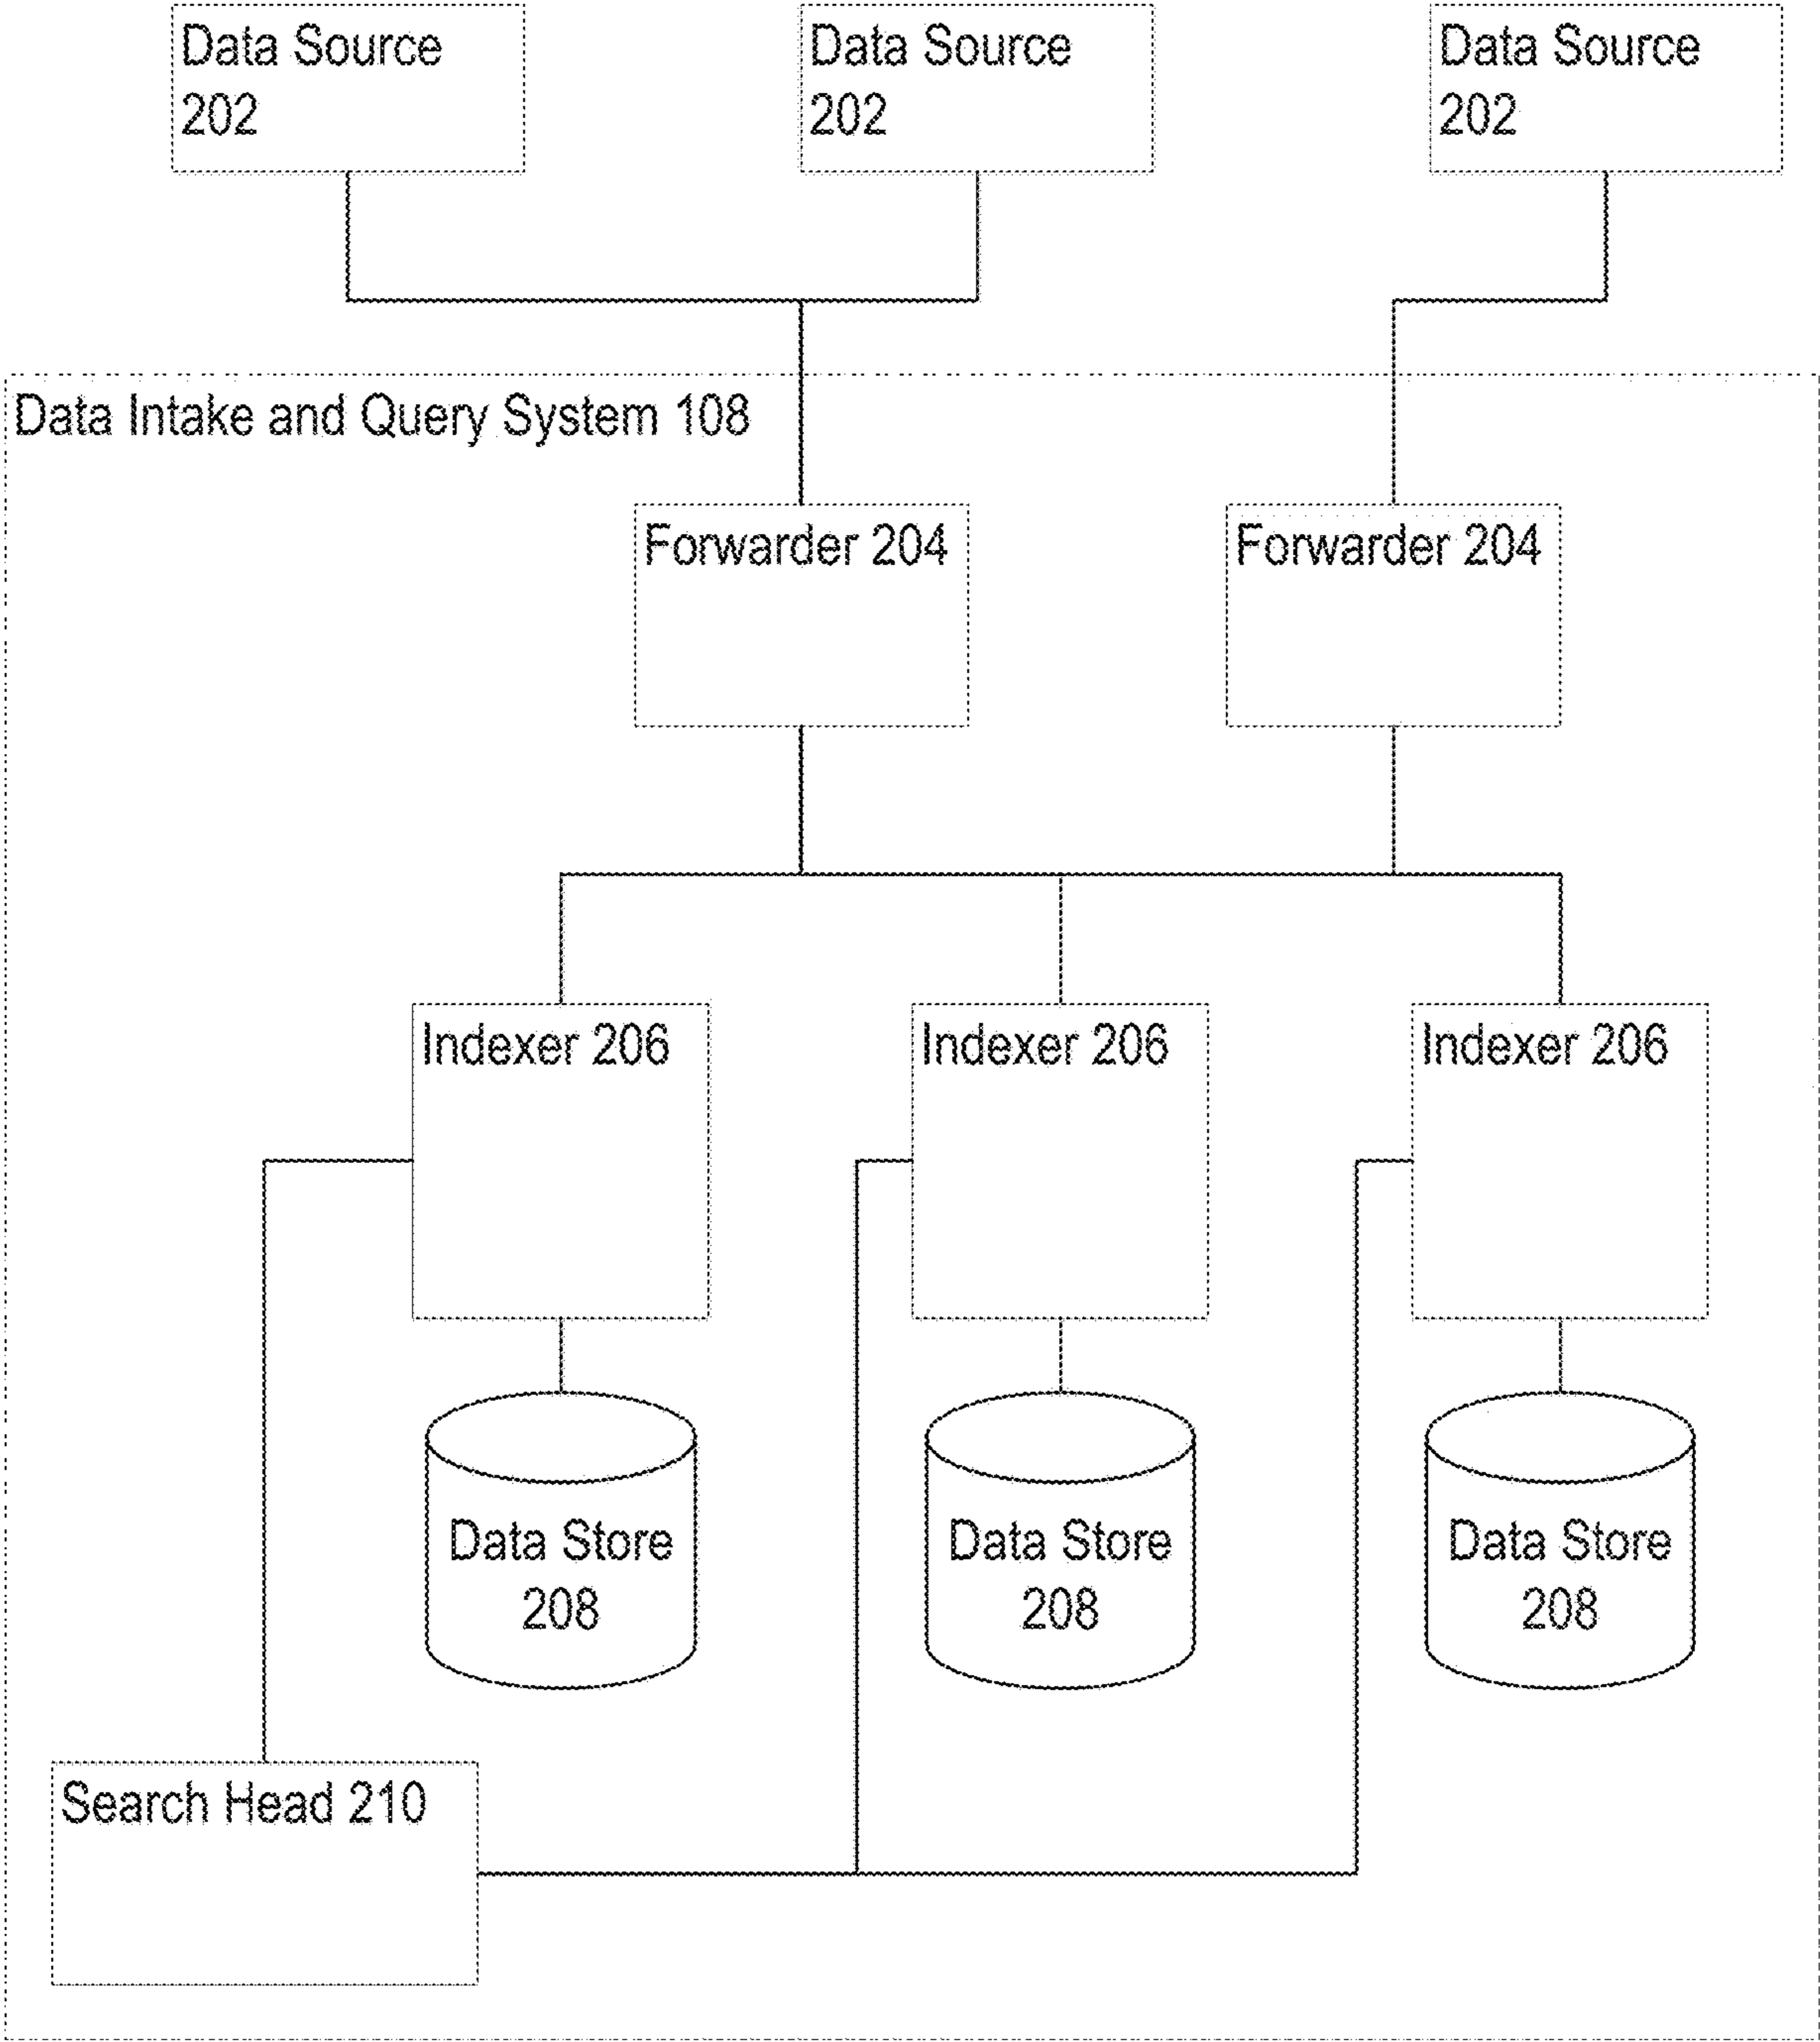 Data Source
202
Data Source
202
Data Source
202
Data Intake and Query System 108
Forwarder 204
Forwarder 204
Indexer 206
Indexer 206
Indexer 206
Data Store
208
Data Store
208
Data Store
208
Search Head 210